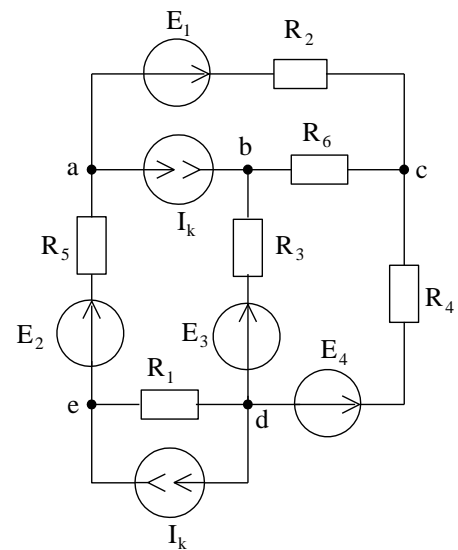 E₁
R₂
a
b
R₆
c
Iₖ
R₅
R₃
R₄
E₂
E₃
E₄
R₁
e
d
Iₖ